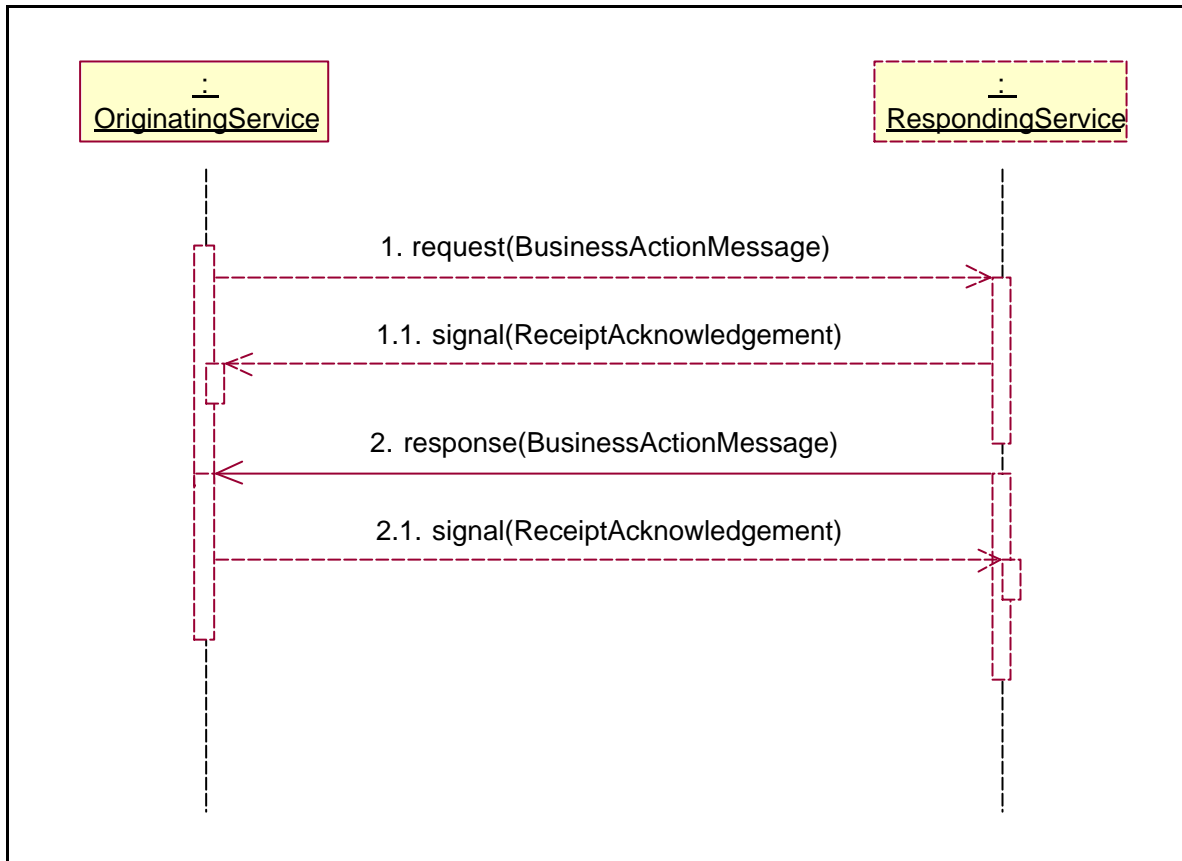 :
OriginatingService
:
RespondingService
1. request(BusinessActionMessage)
1.1. signal(ReceiptAcknowledgement)
2. response(BusinessActionMessage)
2.1. signal(ReceiptAcknowledgement)